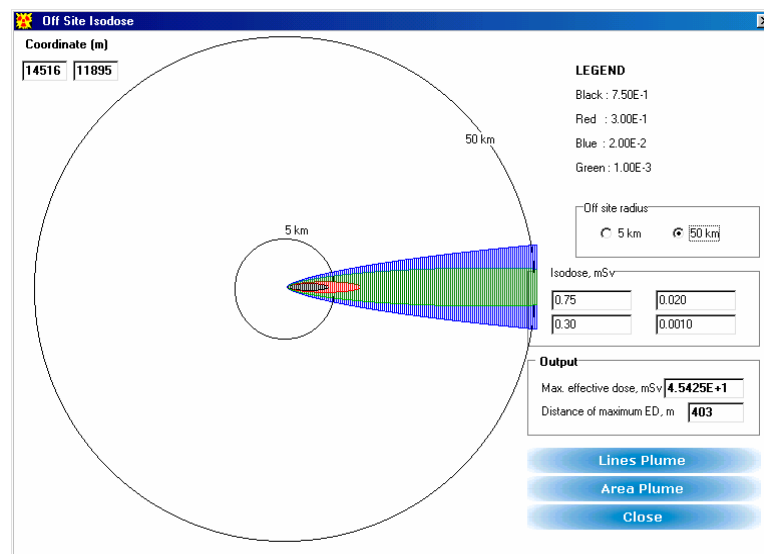 Off Site Isodose
Coordinate (m)
14516 11895
50 km
5 km
LEGEND
Black : 7.50E-1
Red : 3.00E-1
Blue : 2.00E-2
Green : 1.00E-3
Off site radius
5 km 50 km
Isodose, mSv
0.75 0.020
0.30 0.0010
Output
Max. effective dose, mSv 4.5425E+1
Distance of maximum ED, m 403
Lines Plume
Area Plume
Close